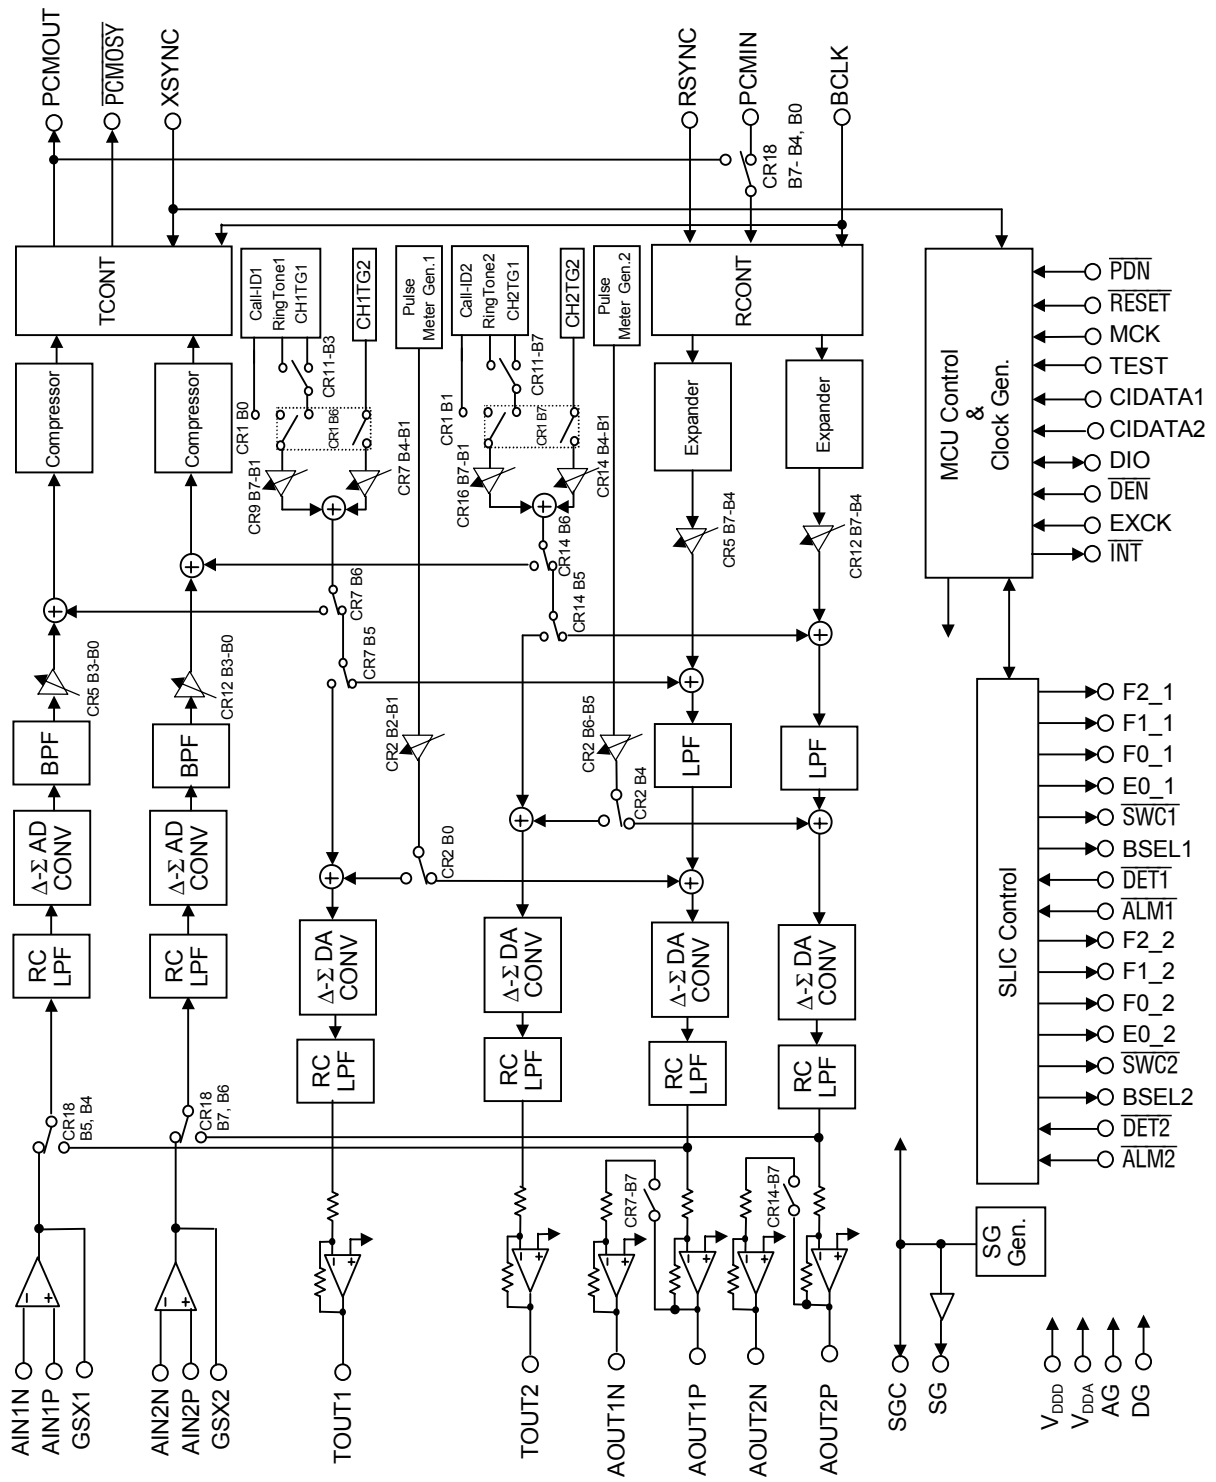 PCMOUT
PCMOSY
XSYNC
RSYNC
PCMIN
BCLK
CR18
B7- B4, B0
TCONT
Call-ID1
RingTone1
CH1TG1
CH1TG2
Pulse
Meter Gen.1
Call-ID2
RingTone2
CH2TG1
CH2TG2
Pulse
Meter Gen.2
RCONT
MCU Control
&
Clock Gen.
PDN
RESET
MCK
TEST
CIDATA1
CIDATA2
DIO
DEN
EXCK
INT
Compressor
Compressor
CR1 B0
CR11-B3
CR1 B6
CR9 B7-B1
CR7 B4-B1
CR1 B1
CR11-B7
CR1 B7
CR16 B7-B1
CR14 B4-B1
Expander
Expander
CR5 B7-B4
CR12 B7-B4
CR7 B6
CR7 B5
CR14 B6
CR14 B5
CR5 B3-B0
CR12 B3-B0
BPF
BPF
CR2 B2-B1
CR2 B6-B5
LPF
LPF
CR2 B0
CR2 B4
Δ-Σ AD
CONV
Δ-Σ AD
CONV
RC
LPF
RC
LPF
Δ-Σ DA
CONV
Δ-Σ DA
CONV
Δ-Σ DA
CONV
Δ-Σ DA
CONV
RC
LPF
RC
LPF
RC
LPF
RC
LPF
SLIC Control
F2_1
F1_1
F0_1
E0_1
SWC1
BSEL1
DET1
ALM1
F2_2
F1_2
F0_2
E0_2
SWC2
BSEL2
DET2
ALM2
CR18
B5, B4
CR18
B7, B6
CR7-B7
CR14-B7
SG
Gen.
AIN1N
AIN1P
GSX1
AIN2N
AIN2P
GSX2
TOUT1
TOUT2
AOUT1N
AOUT1P
AOUT2N
AOUT2P
SGC
SG
VDDD
VDDA
AG
DG